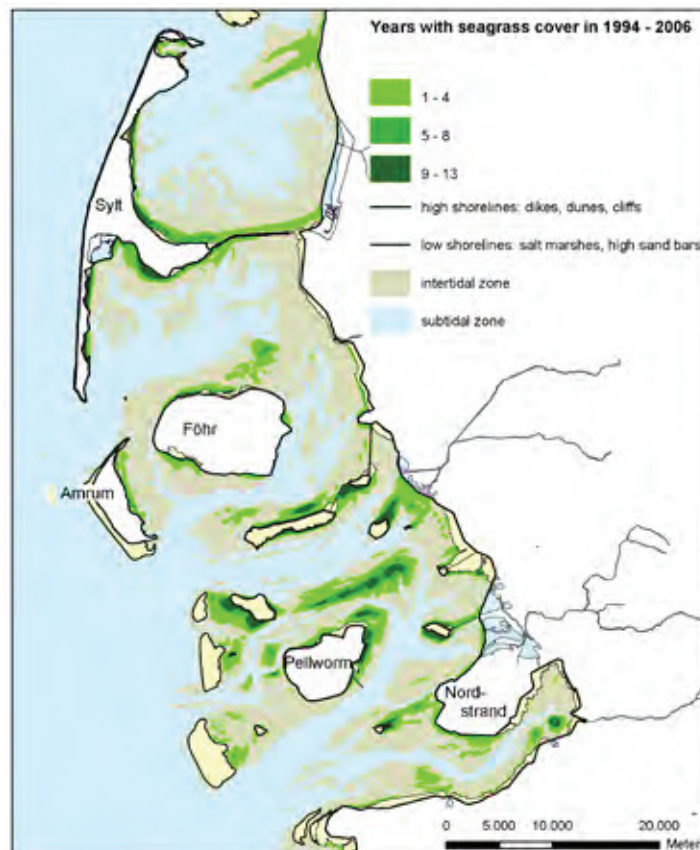 Years with seagrass cover in 1994 - 2006
1 - 4
5 - 8
9 - 13
high shorelines: dikes, dunes, cliffs
low shorelines: salt marshes, high sand bars
intertidal zone
subtidal zone
Sylt
Föhr
Amrum
Pellworm
Nord-
strand
0 5 000 10.000 20.000
Meter